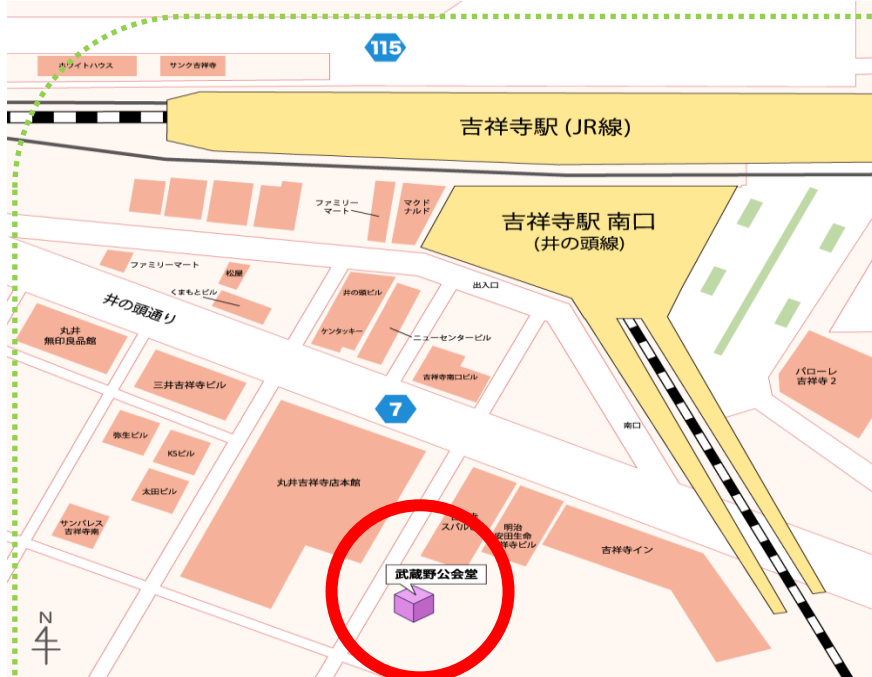 115
ホワイトハウス
サンク吉祥寺
吉祥寺駅 (JR線)
ファミリー
マート
マクド
ナルド
吉祥寺駅 南口
(井の頭線)
ファミリーマート
松屋
くまもとビル
井の頭ビル
出入口
井の頭通り
ケンタッキー
ニューセンタービル
丸井
無印良品館
三井吉祥寺ビル
吉祥寺南口ビル
パローレ
吉祥寺 2
7
南口
弥生ビル
KSビル
太田ビル
丸井吉祥寺店本館
サンパレス
吉祥寺南
スバル
明治
安田生命
祥寺ビル
吉祥寺イン
武蔵野公会堂
N